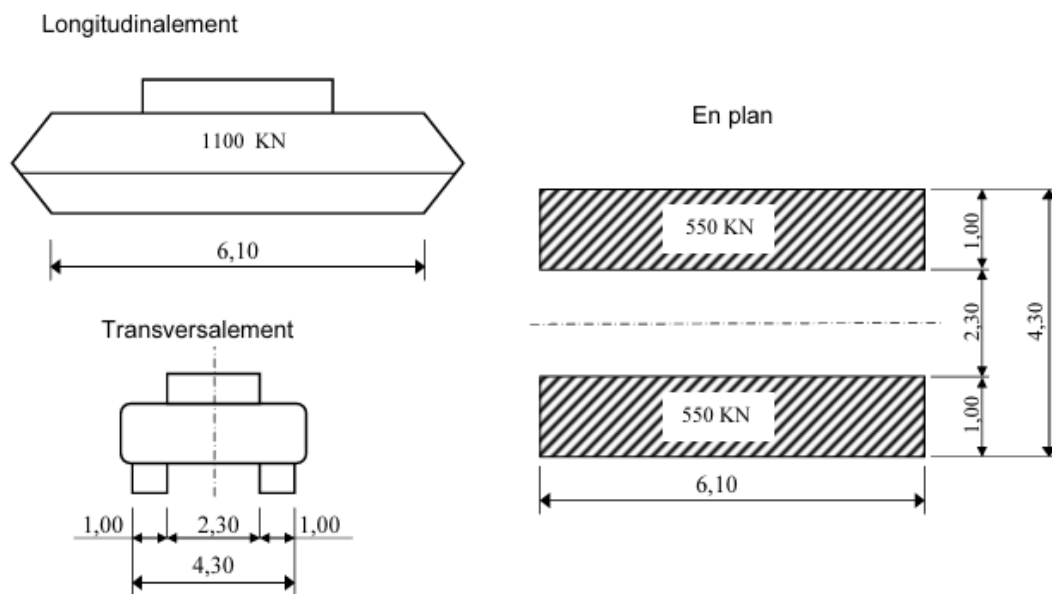 Longitudinalement
1100 KN
6,10
Transversalement
1,00 2,30 1,00
4,30
En plan
550 KN
1,00
2,30
4,30
550 KN
1,00
6,10